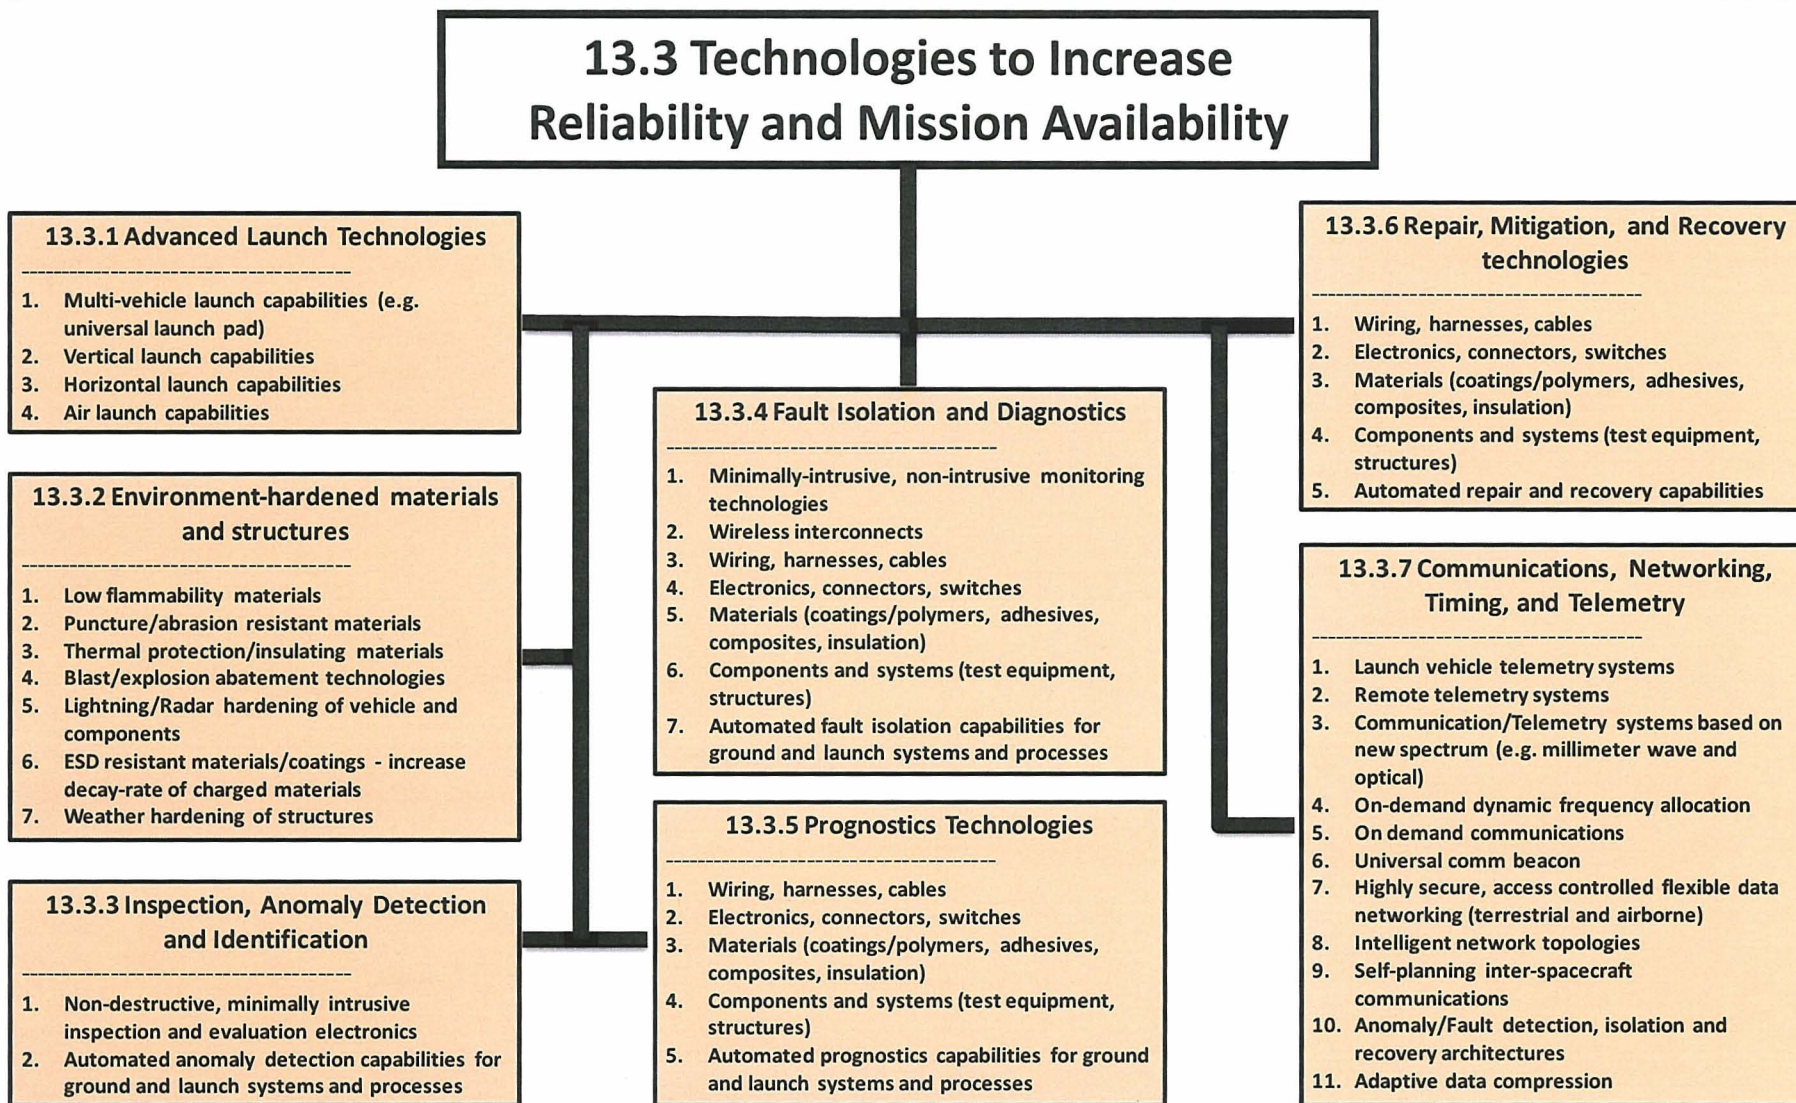 13.3 Technologies to Increase
Reliability and Mission Availability
13.3.1 Advanced Launch Technologies
-----------------------------------------
1. Multi-vehicle launch capabilities (e.g.
universal launch pad)
2. Vertical launch capabilities
3. Horizontal launch capabilities
4. Air launch capabilities
13.3.2 Environment-hardened materials
and structures
-----------------------------------------
1. Low flammability materials
2. Puncture/abrasion resistant materials
3. Thermal protection/insulating materials
4. Blast/explosion abatement technologies
5. Lightning/Radar hardening of vehicle and
components
6. ESD resistant materials/coatings - increase
decay-rate of charged materials
7. Weather hardening of structures
13.3.3 Inspection, Anomaly Detection
and Identification
-----------------------------------------
1. Non-destructive, minimally intrusive
inspection and evaluation electronics
2. Automated anomaly detection capabilities for
ground and launch systems and processes
13.3.4 Fault Isolation and Diagnostics
-----------------------------------------
1. Minimally-intrusive, non-intrusive monitoring
technologies
2. Wireless interconnects
3. Wiring, harnesses, cables
4. Electronics, connectors, switches
5. Materials (coatings/polymers, adhesives,
composites, insulation)
6. Components and systems (test equipment,
structures)
7. Automated fault isolation capabilities for
ground and launch systems and processes
13.3.5 Prognostics Technologies
-----------------------------------------
1. Wiring, harnesses, cables
2. Electronics, connectors, switches
3. Materials (coatings/polymers, adhesives,
composites, insulation)
4. Components and systems (test equipment,
structures)
5. Automated prognostics capabilities for ground
and launch systems and processes
13.3.6 Repair, Mitigation, and Recovery
technologies
-----------------------------------------
1. Wiring, harnesses, cables
2. Electronics, connectors, switches
3. Materials (coatings/polymers, adhesives,
composites, insulation)
4. Components and systems (test equipment,
structures)
5. Automated repair and recovery capabilities
13.3.7 Communications, Networking,
Timing, and Telemetry
-----------------------------------------
1. Launch vehicle telemetry systems
2. Remote telemetry systems
3. Communication/Telemetry systems based on
new spectrum (e.g. millimeter wave and
optical)
4. On-demand dynamic frequency allocation
5. On demand communications
6. Universal comm beacon
7. Highly secure, access controlled flexible data
networking (terrestrial and airborne)
8. Intelligent network topologies
9. Self-planning inter-spacecraft
communications
10. Anomaly/Fault detection, isolation and
recovery architectures
11. Adaptive data compression